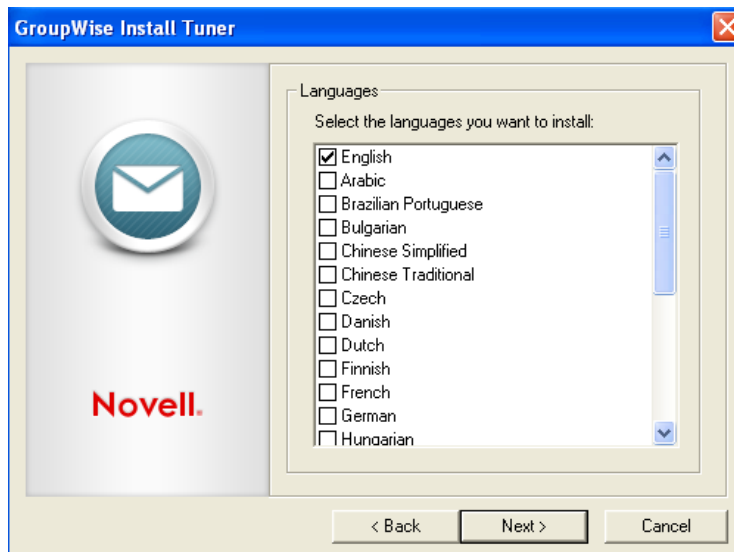 GroupWise Install Tuner
Languages
Select the languages you want to install:
English
Arabic
Brazilian Portuguese
Bulgarian
Chinese Simplified
Chinese Traditional
Czech
Danish
Dutch
Finnish
French
German
Hungarian
Novell.
< Back
Next >
Cancel